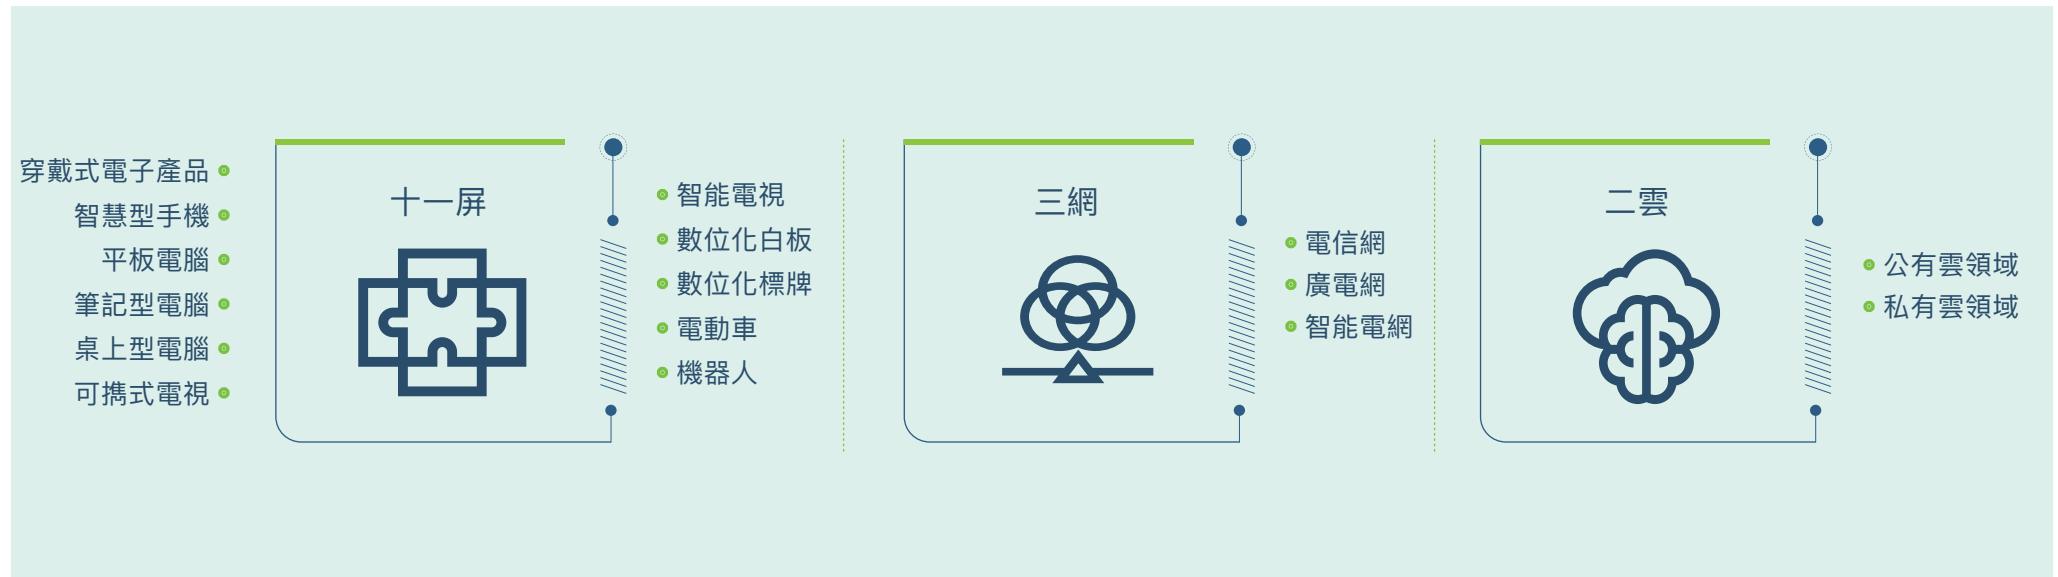 穿戴式電子產品
智慧型手機
平板電腦
筆記型電腦
桌上型電腦
可攜式電視
十一屏
智能電視
數位化白板
數位化標牌
電動車
機器人
三網
電信網
廣電網
智能電網
二雲
公有雲領域
私有雲領域